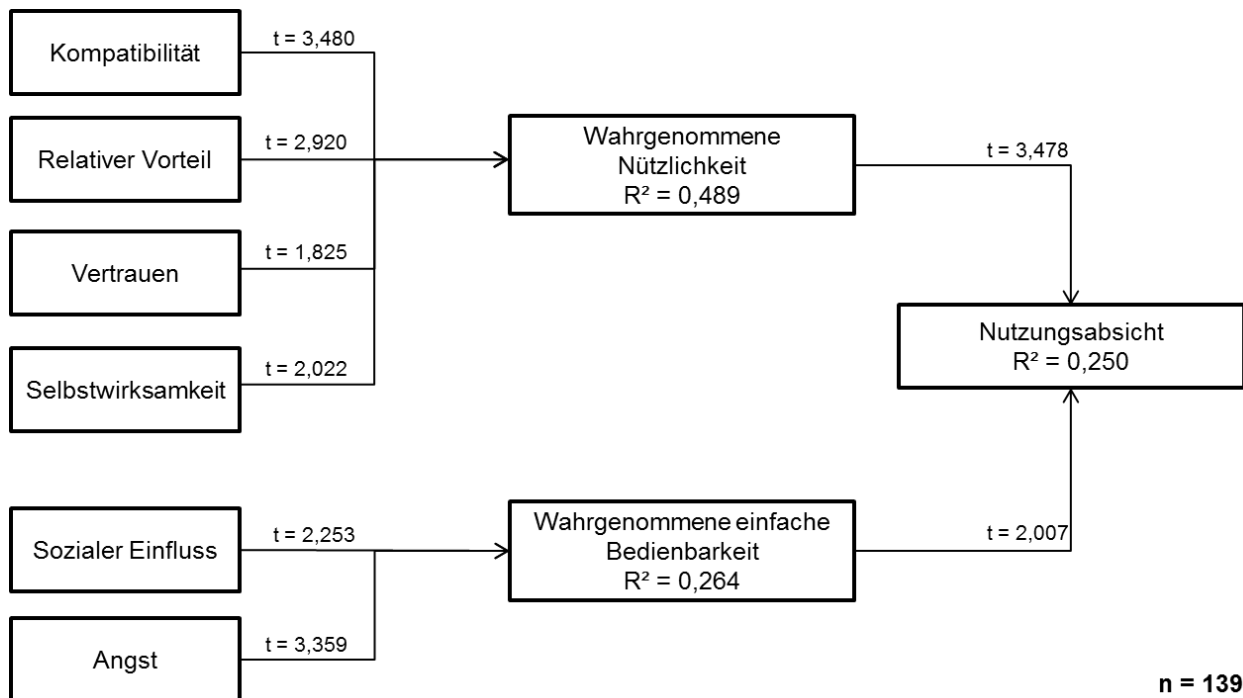 Kompatibilität
t = 3,480
Relativer Vorteil
t = 2,920
Wahrgenommene
Nützlichkeit
R² = 0,489
t = 3,478
Vertrauen
t = 1,825
Nutzungsabsicht
R² = 0,250
Selbstwirksamkeit
t = 2,022
Sozialer Einfluss
t = 2,253
Wahrgenommene einfache
Bedienbarkeit
R² = 0,264
t = 2,007
Angst
t = 3,359
n = 139